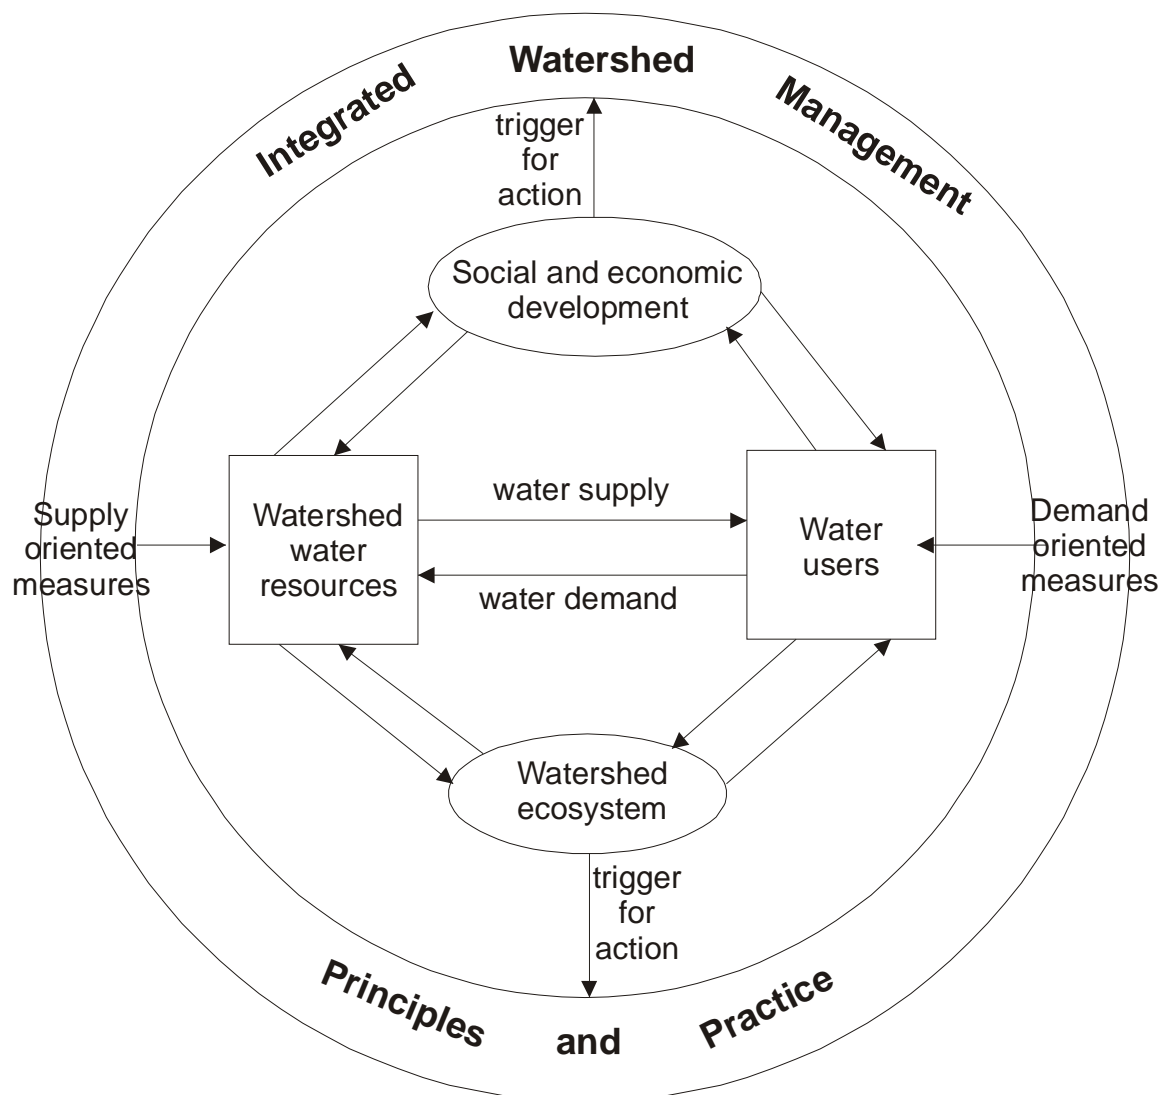 Integrated
Watershed
Management
trigger
for
action
Social and economic
development
water supply
Supply
oriented
measures
Watershed
water
resources
Water
users
Demand
oriented
measures
water demand
Watershed
ecosystem
trigger
for
action
Principles
and
Practice